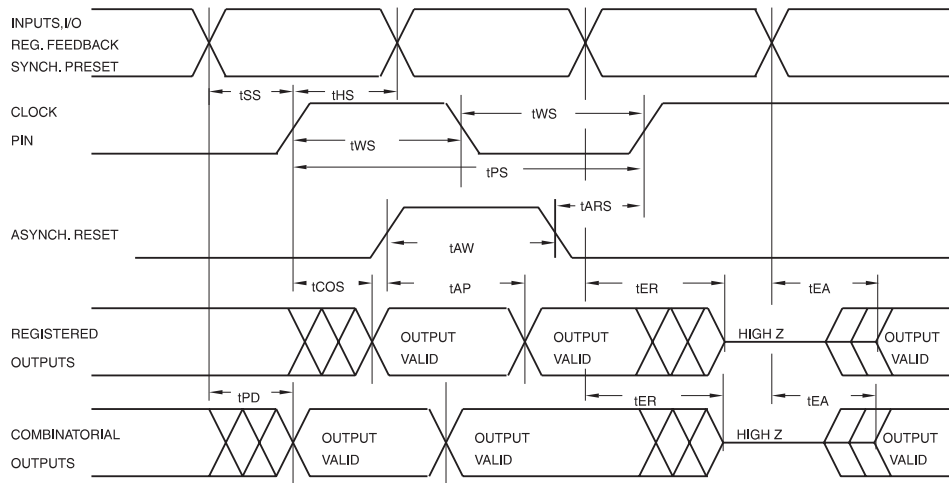 INPUTS,I/O
REG. FEEDBACK
SYNCH. PRESET
tSS
tHS
CLOCK
PIN
tWS
tWS
tPS
tARS
ASYNCH. RESET
tAW
tCOS
tAP
tER
tEA
REGISTERED
OUTPUTS
OUTPUT
VALID
OUTPUT
VALID
HIGH Z
OUTPUT
VALID
tPD
tER
tEA
COMBINATORIAL
OUTPUTS
OUTPUT
VALID
OUTPUT
VALID
HIGH Z
OUTPUT
VALID